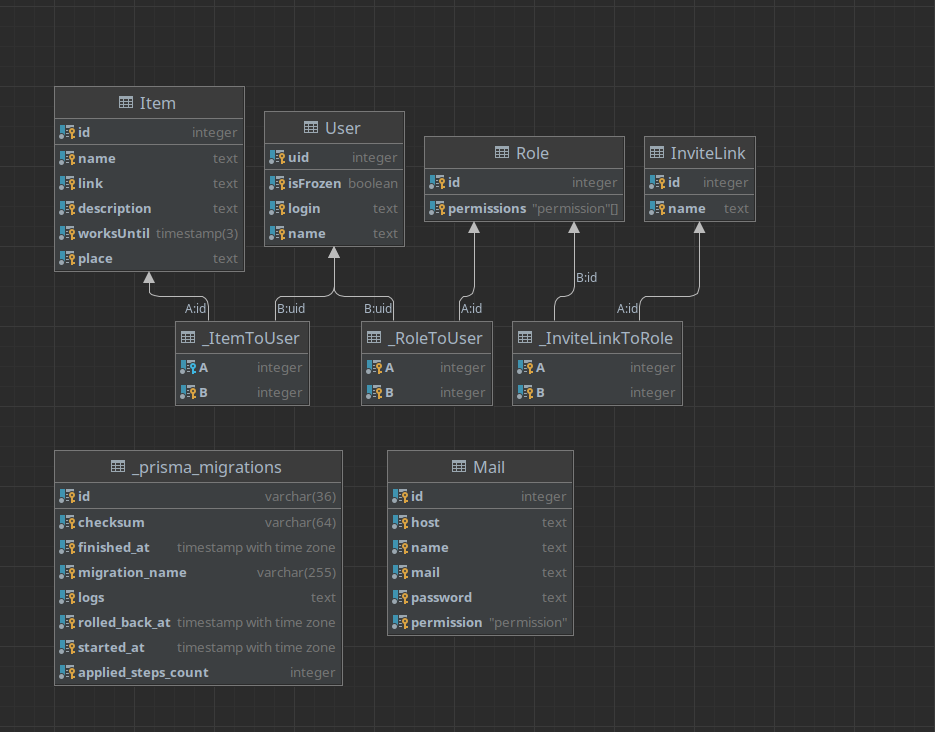 Item
id integer
name text
link text
description text
worksUntil timestamp(3)
place text
User
uid integer
isFrozen boolean
login text
name text
Role
id integer
permissions "permission"[]
InviteLink
id integer
name text
A:id
B:uid
B:uid
A:id
B:id
A:id
_ItemToUser
A integer
B integer
_RoleToUser
A integer
B integer
_InviteLinkToRole
A integer
B integer
_prisma_migrations
id varchar(36)
checksum varchar(64)
finished_at timestamp with time zone
migration_name varchar(255)
logs text
rolled_back_at timestamp with time zone
started_at timestamp with time zone
applied_steps_count integer
Mail
id integer
host text
name text
mail text
password text
permission "permission"